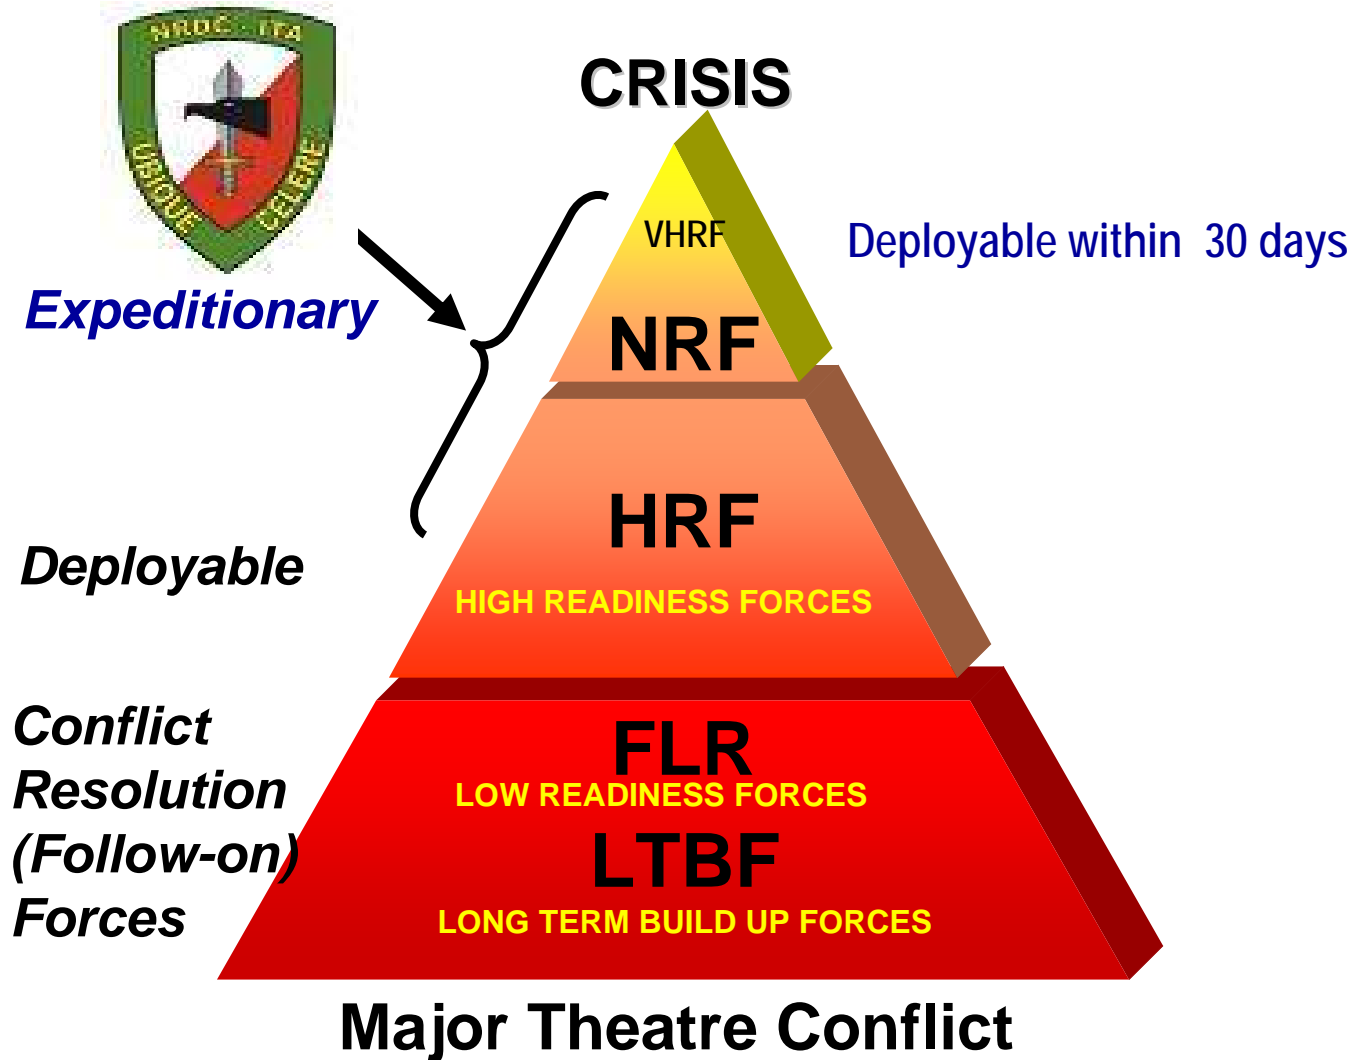 NRDC - ITA
UBIQUE CELERE
CRISIS
VHRF
Deployable within 30 days
Expeditionary
NRF
HRF
Deployable
HIGH READINESS FORCES
Conflict
Resolution
(Follow-on)
Forces
FLR
LOW READINESS FORCES
LTBF
LONG TERM BUILD UP FORCES
Major Theatre Conflict